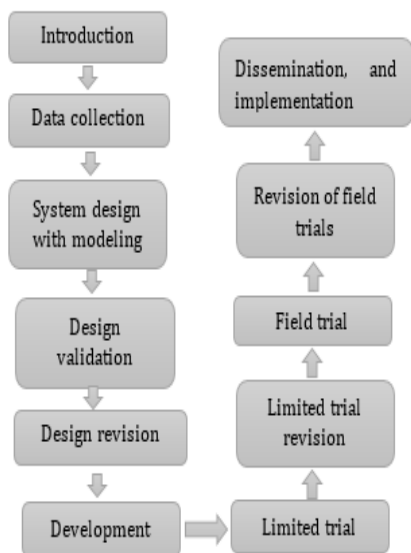 Introduction
Data collection
System design
with modeling
Design
validation
Design revision
Development
Limited trial
Limited trial
revision
Field trial
Revision of field
trials
Dissemination, and
implementation